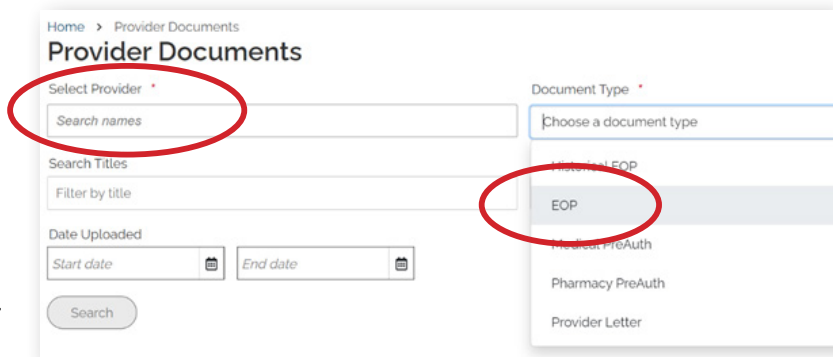 Home > Provider Documents
Provider Documents
Select Provider *
Search names
Search Titles
Filter by title
Date Uploaded
Start date End date
Search
Document Type *
Choose a document type
Historical EOP
EOP
Medical PreAuth
Pharmacy PreAuth
Provider Letter